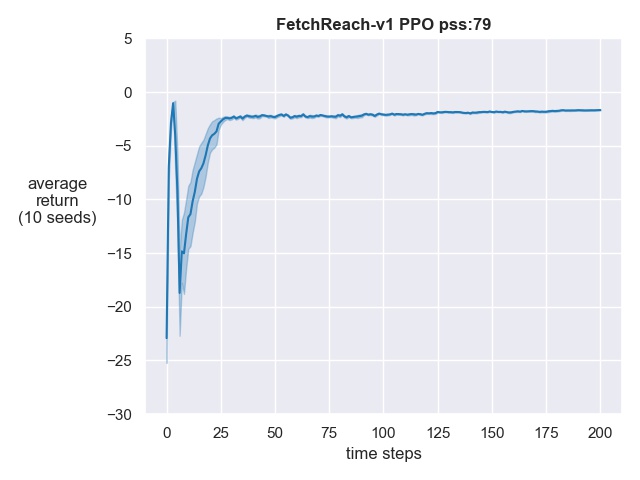 FetchReach-v1 PPO pss:79
5
0
−5
−10
−15
−20
−25
−30
average
return
(10 seeds)
0 25 50 75 100 125 150 175 200
time steps